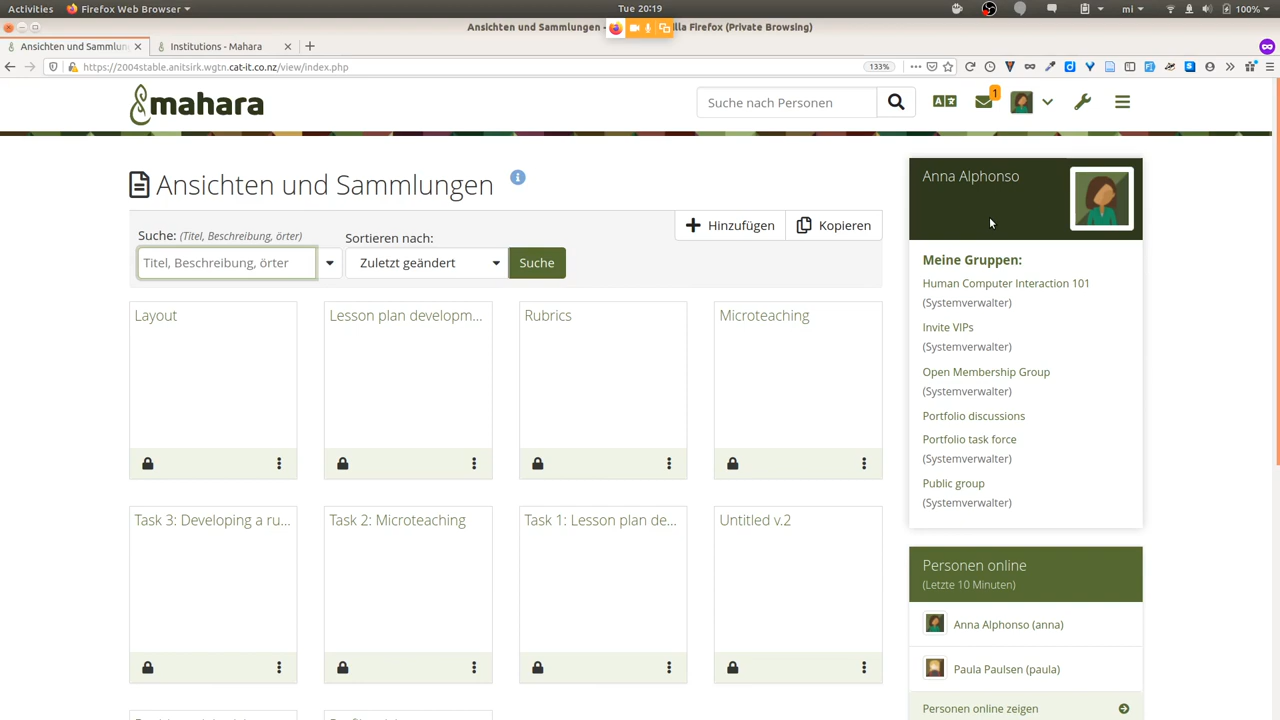 Activities
Firefox Web Browser
Tue 20∶19
mi
100%
Ansichten und Sammlungen -
lla Firefox (Private Browsing)
Ansichten und Sammlun
Institutions - Mahara
https://2004stable.anitsirk.wgtn.cat-it.co.nz/view/index.php
133%
mahara
Suche nach Personen
1
Ansichten und Sammlungen
Hinzufügen
Kopieren
Suche: (Titel, Beschreibung, örter)
Sortieren nach:
Titel, Beschreibung, örter
Zuletzt geändert
Suche
Layout
Lesson plan developm...
Rubrics
Microteaching
Task 3: Developing a ru...
Task 2: Microteaching
Task 1: Lesson plan de...
Untitled v.2
Anna Alphonso
Meine Gruppen:
Human Computer Interaction 101
(Systemverwalter)
Invite VIPs
(Systemverwalter)
Open Membership Group
(Systemverwalter)
Portfolio discussions
Portfolio task force
(Systemverwalter)
Public group
(Systemverwalter)
Personen online
(Letzte 10 Minuten)
Anna Alphonso (anna)
Paula Paulsen (paula)
Personen online zeigen